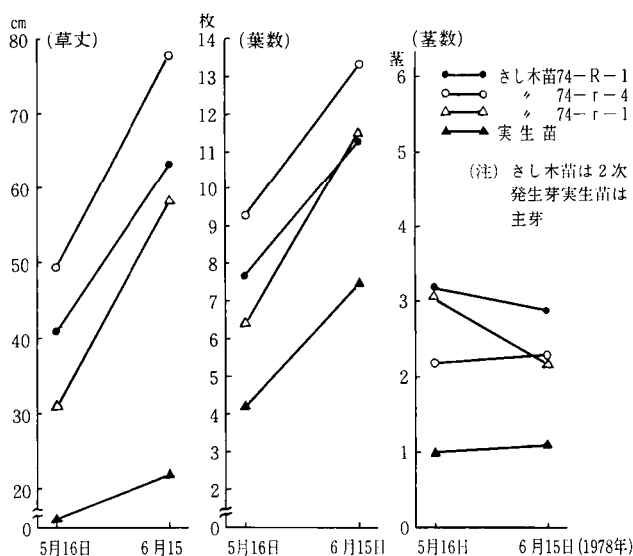 cm
(草丈)
80
70
60
50
40
30
20
0
5月16日
6月15
枚
(葉数)
14
13
12
11
10
9
8
7
6
5
4
3
2
0
5月16日
6月15日
(茎数)
茎
6
5
4
3
2
1
0
5月16日
6月15日(1978年)
さし木苗74-R-1
〃 74-r-4
〃 74-r-1
実生苗
(注) さし木苗は2次
発生芽実生苗は
主芽